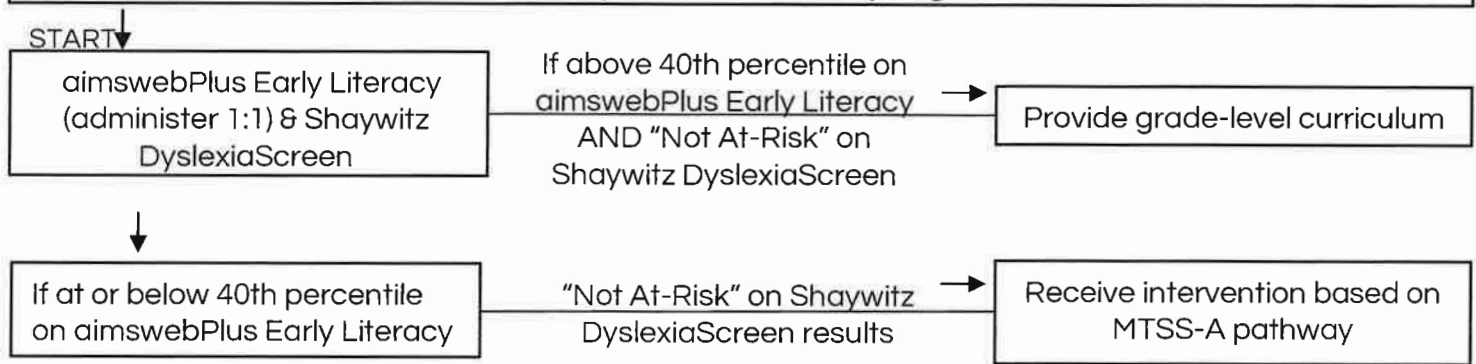 START
aimswebPlus Early Literacy
(administer 1:1) & Shaywitz
DyslexiaScreen
If above 40th percentile on
aimswebPlus Early Literacy
AND "Not At-Risk" on
Shaywitz DyslexiaScreen
Provide grade-level curriculum
If at or below 40th percentile
on aimswebPlus Early Literacy
"Not At-Risk" on Shaywitz
DyslexiaScreen results
Receive intervention based on
MTSS-A pathway